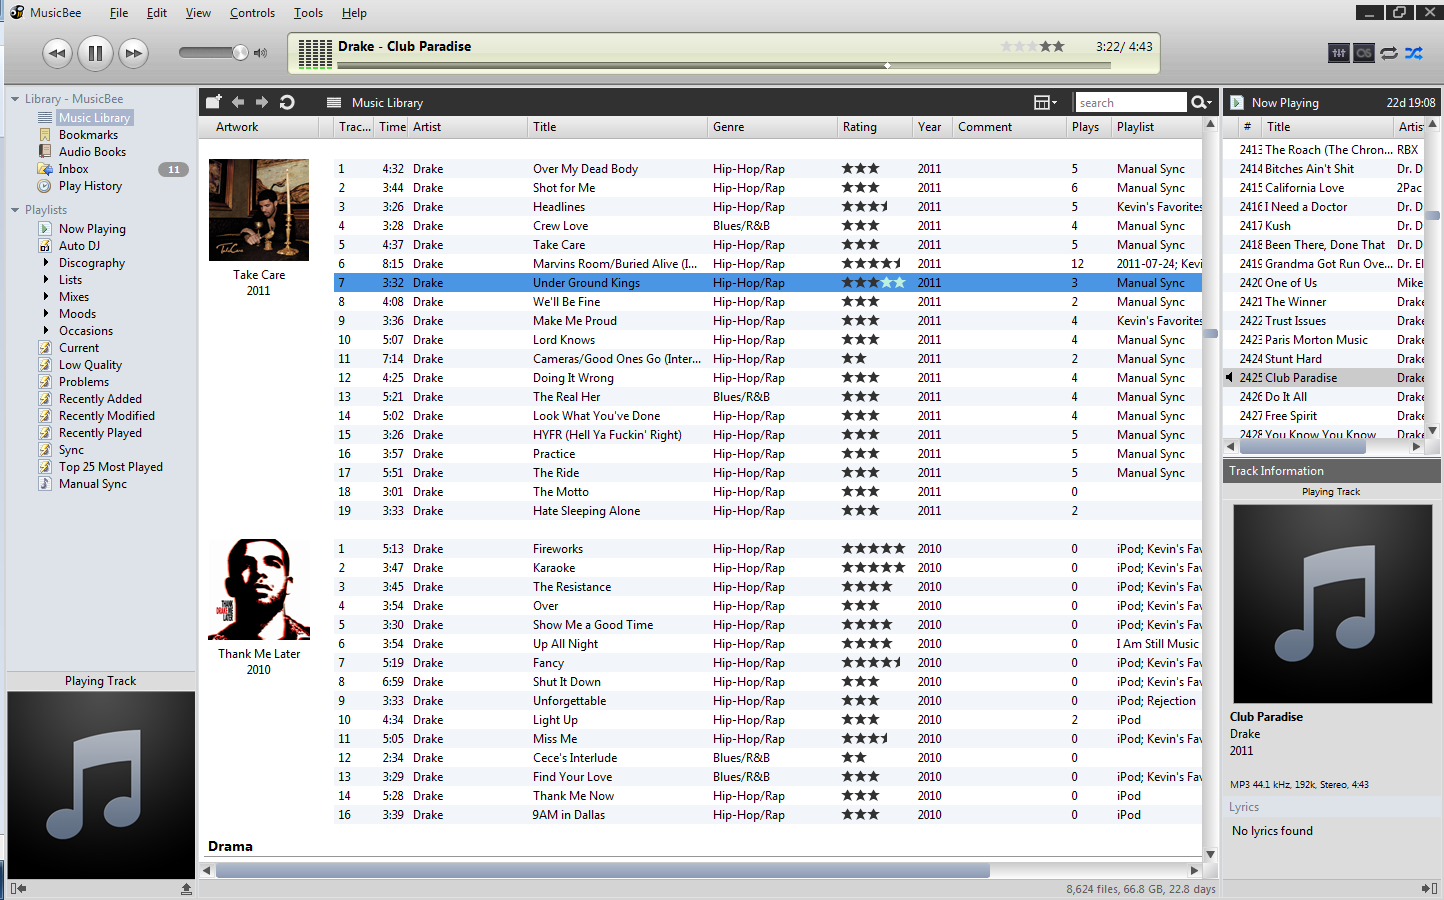 MusicBee File Edit View Controls Tools Help
Drake - Club Paradise 3:22/ 4:43
Library - MusicBee
Music Library
Bookmarks
Audio Books
Inbox 11
Play History
Playlists
Now Playing
Auto DJ
Discography
Lists
Mixes
Moods
Occasions
Current
Low Quality
Problems
Recently Added
Recently Modified
Recently Played
Sync
Top 25 Most Played
Manual Sync
Playing Track
Music Library search
Artwork Trac... Time Artist Title Genre Rating Year Comment Plays Playlist
Take Care
2011
1 4:32 Drake Over My Dead Body Hip-Hop/Rap 2011 5 Manual Sync
2 3:44 Drake Shot for Me Hip-Hop/Rap 2011 6 Manual Sync
3 3:26 Drake Headlines Hip-Hop/Rap 2011 5 Kevin's Favorites
4 3:28 Drake Crew Love Blues/R&B 2011 4 Manual Sync
5 4:37 Drake Take Care Hip-Hop/Rap 2011 5 Manual Sync
6 8:15 Drake Marvins Room/Buried Alive (I... Hip-Hop/Rap 2011 12 2011-07-24; Kevi
7 3:32 Drake Under Ground Kings Hip-Hop/Rap 2011 3 Manual Sync
8 4:08 Drake We'll Be Fine Hip-Hop/Rap 2011 2 Manual Sync
9 3:36 Drake Make Me Proud Hip-Hop/Rap 2011 4 Kevin's Favorites
10 5:07 Drake Lord Knows Hip-Hop/Rap 2011 4 Manual Sync
11 7:14 Drake Cameras/Good Ones Go (Inter... Hip-Hop/Rap 2011 2 Manual Sync
12 4:25 Drake Doing It Wrong Hip-Hop/Rap 2011 4 Manual Sync
13 5:21 Drake The Real Her Blues/R&B 2011 4 Manual Sync
14 5:02 Drake Look What You've Done Hip-Hop/Rap 2011 4 Manual Sync
15 3:26 Drake HYFR (Hell Ya Fuckin' Right) Hip-Hop/Rap 2011 5 Manual Sync
16 3:57 Drake Practice Hip-Hop/Rap 2011 5 Manual Sync
17 5:51 Drake The Ride Hip-Hop/Rap 2011 5 Manual Sync
18 3:01 Drake The Motto Hip-Hop/Rap 2011 0
19 3:33 Drake Hate Sleeping Alone Hip-Hop/Rap 2011 2
THANK
DRAKE ME
LATER
Thank Me Later
2010
1 5:13 Drake Fireworks Hip-Hop/Rap 2010 0 iPod; Kevin's Fav
2 3:47 Drake Karaoke Hip-Hop/Rap 2010 0 iPod; Kevin's Fav
3 3:45 Drake The Resistance Hip-Hop/Rap 2010 0 iPod; Kevin's Fav
4 3:54 Drake Over Hip-Hop/Rap 2010 0 iPod; Kevin's Fav
5 3:30 Drake Show Me a Good Time Hip-Hop/Rap 2010 0 iPod; Kevin's Fav
6 3:54 Drake Up All Night Hip-Hop/Rap 2010 0 I Am Still Music
7 5:19 Drake Fancy Hip-Hop/Rap 2010 0 iPod; Kevin's Fav
8 6:59 Drake Shut It Down Hip-Hop/Rap 2010 0 iPod; Kevin's Fav
9 3:33 Drake Unforgettable Hip-Hop/Rap 2010 0 iPod; Rejection
10 4:34 Drake Light Up Hip-Hop/Rap 2010 2 iPod
11 5:05 Drake Miss Me Hip-Hop/Rap 2010 0 iPod; Kevin's Fav
12 2:34 Drake Cece's Interlude Blues/R&B 2010 0
13 3:29 Drake Find Your Love Blues/R&B 2010 0 iPod; Kevin's Fav
14 5:28 Drake Thank Me Now Hip-Hop/Rap 2010 0 iPod
16 3:39 Drake 9AM in Dallas Hip-Hop/Rap 2010 0 iPod
Drama
8,624 files, 66.8 GB, 22.8 days
Now Playing 22d 19:08
# Title Artis
2413 The Roach (The Chron... RBX
2414 Bitches Ain't Shit Dr. D
2415 California Love 2Pac
2416 I Need a Doctor Dr. D
2417 Kush Dr. D
2418 Been There, Done That Dr. D
2419 Grandma Got Run Ove... Dr. El
2420 One of Us Mike
2421 The Winner Drake
2422 Trust Issues Drake
2423 Paris Morton Music Drake
2424 Stunt Hard Drake
2425 Club Paradise Drake
2426 Do It All Drake
2427 Free Spirit Drake
2428 You Know You Know Drake
Track Information
Playing Track
Club Paradise
Drake
2011
MP3 44.1 kHz, 192k, Stereo, 4:43
Lyrics
No lyrics found